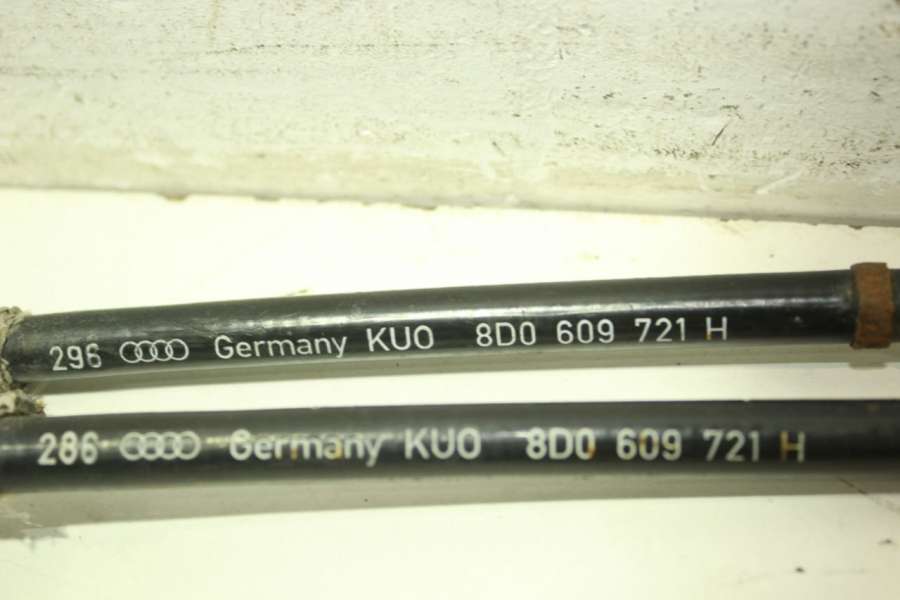 296 Germany KUO 8D0 609 721 H
286 Germany KUO 8D0 609 721 H